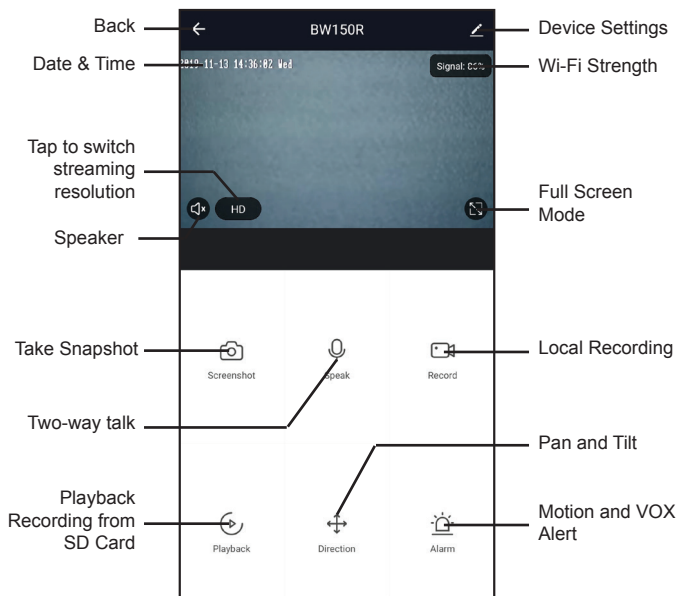 Back
BW150R
Device Settings
Date & Time
2019-11-13 14:36:02 Wed
Signal:
Wi-Fi Strength
Tap to switch
streaming
resolution
HD
Full Screen
Mode
Speaker
Take Snapshot
Screenshot
Speak
Record
Local Recording
Two-way talk
Pan and Tilt
Playback
Recording from
SD Card
Playback
Direction
Alarm
Motion and VOX
Alert